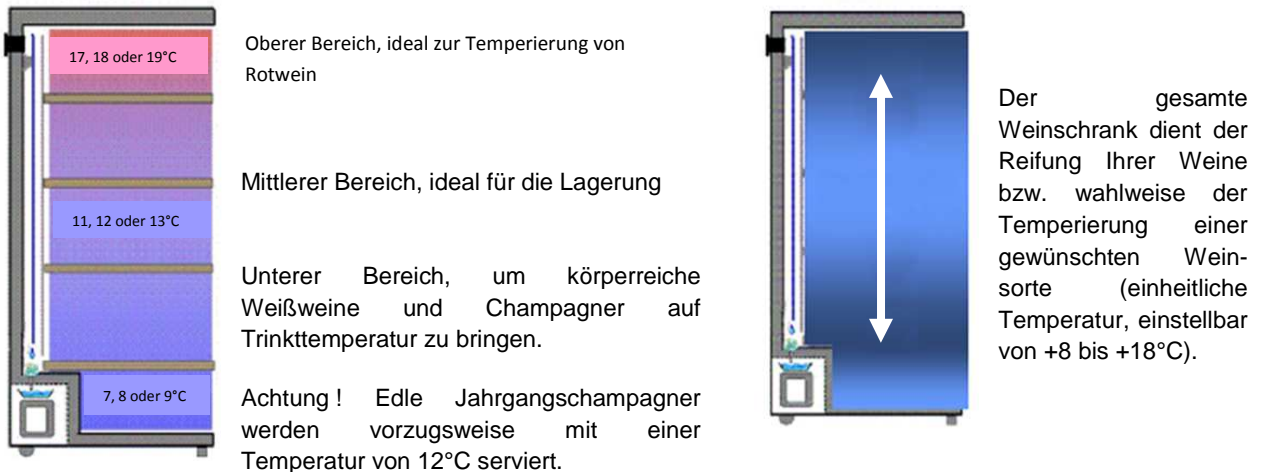 17, 18 oder 19°C
Oberer Bereich, ideal zur Temperierung von
Rotwein
Mittlerer Bereich, ideal für die Lagerung
11, 12 oder 13°C
Unterer Bereich, um körperreiche
Weißweine und Champagner auf
Trinkttemperatur zu bringen.
7, 8 oder 9°C
Achtung ! Edle Jahrgangschampagner
werden vorzugsweise mit einer
Temperatur von 12°C serviert.
Der gesamte
Weinschrank dient der
Reifung Ihrer Weine
bzw. wahlweise der
Temperierung einer
gewünschten Wein-
sorte (einheitliche
Temperatur, einstellbar
von +8 bis +18°C).